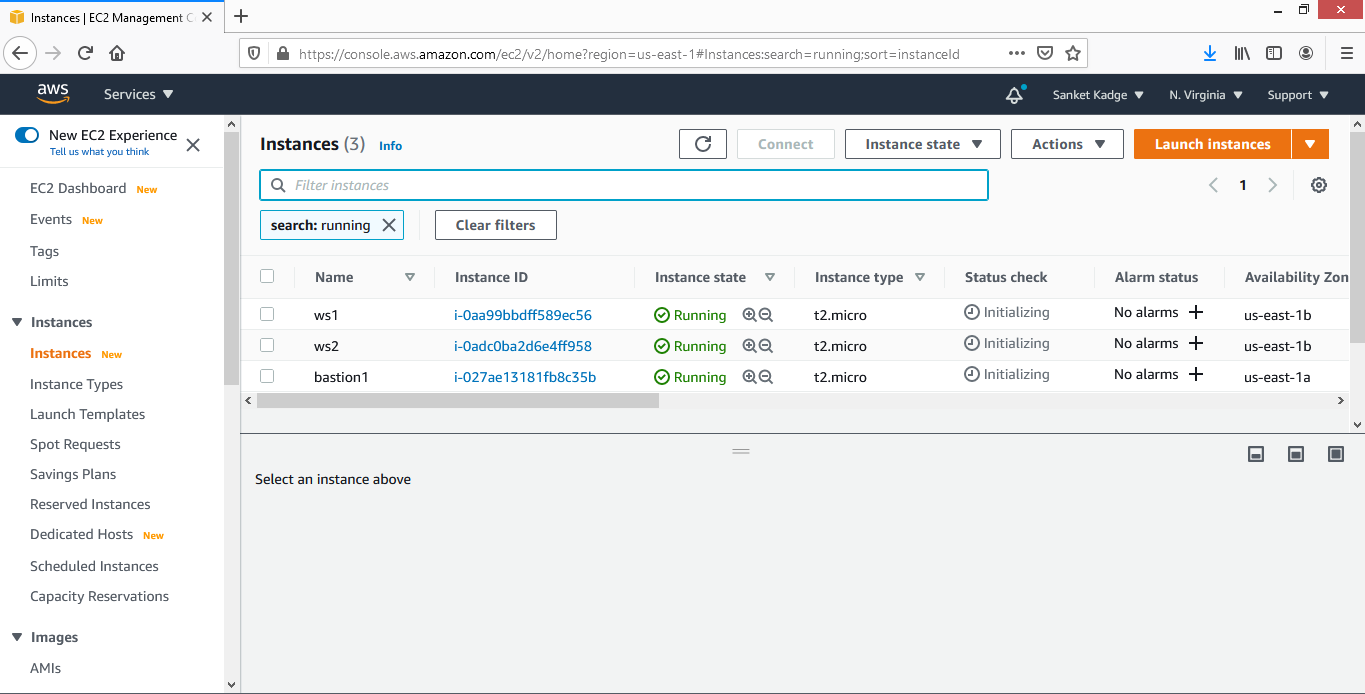 Instances | EC2 Management C
https://console.aws.amazon.com/ec2/v2/home?region=us-east-1#Instances:search=running;sort=instanceId
aws Services Sanket Kadge N. Virginia Support
New EC2 Experience
Tell us what you think
EC2 Dashboard New
Events New
Tags
Limits
Instances
Instances New
Instance Types
Launch Templates
Spot Requests
Savings Plans
Reserved Instances
Dedicated Hosts New
Scheduled Instances
Capacity Reservations
Images
AMIs
Instances (3) Info Connect Instance state Actions Launch instances
Filter instances 1
search: running Clear filters
Name Instance ID Instance state Instance type Status check Alarm status Availability Zon
ws1 i-0aa99bbdff589ec56 Running t2.micro Initializing No alarms us-east-1b
ws2 i-0adc0ba2d6e4ff958 Running t2.micro Initializing No alarms us-east-1b
bastion1 i-027ae13181fb8c35b Running t2.micro Initializing No alarms us-east-1a
Select an instance above